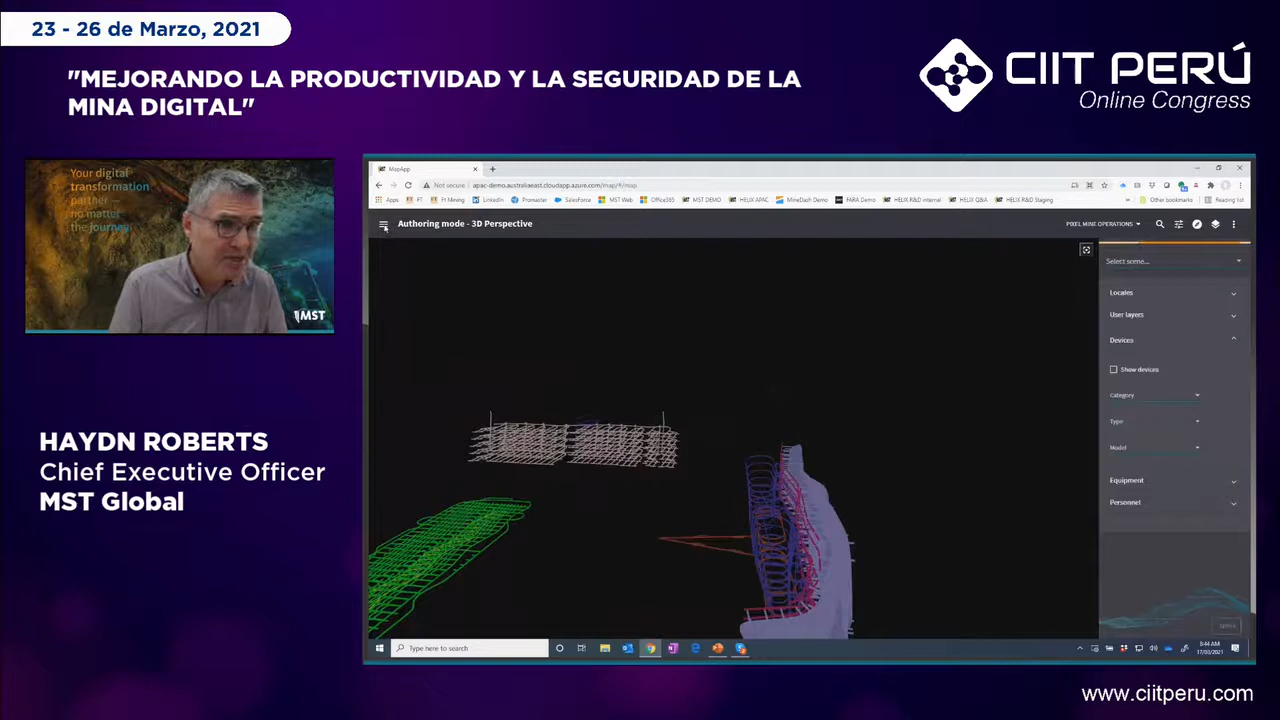 23 - 26 de Marzo, 2021
"MEJORANDO LA PRODUCTIVIDAD Y LA SEGURIDAD DE LA
MINA DIGITAL"
CIIT PERÚ
Online Congress
Your digital
transformation
partner –
no matter
the journey.
MST
HAYDN ROBERTS
Chief Executive Officer
MST Global
MapApp
Not secure
apac-demo.australiaeast.cloudapp.azure.com/map/#/map
Apps
FT
FT Mining
LinkedIn
Promaster
SalesForce
MST Web
Office365
MST DEMO
HELIX APAC
MineDash Demo
FARA Demo
HELIX R&D internal
HELIX Q&A
HELIX R&D Staging
Other bookmarks
Reading list
Authoring mode - 3D Perspective
PIXEL MINE OPERATIONS
Select scene...
Locales
User layers
Devices
Show devices
Category
Type
Model
Equipment
Personnel
Type here to search
8:44 AM
17/03/2021
www.ciitperu.com